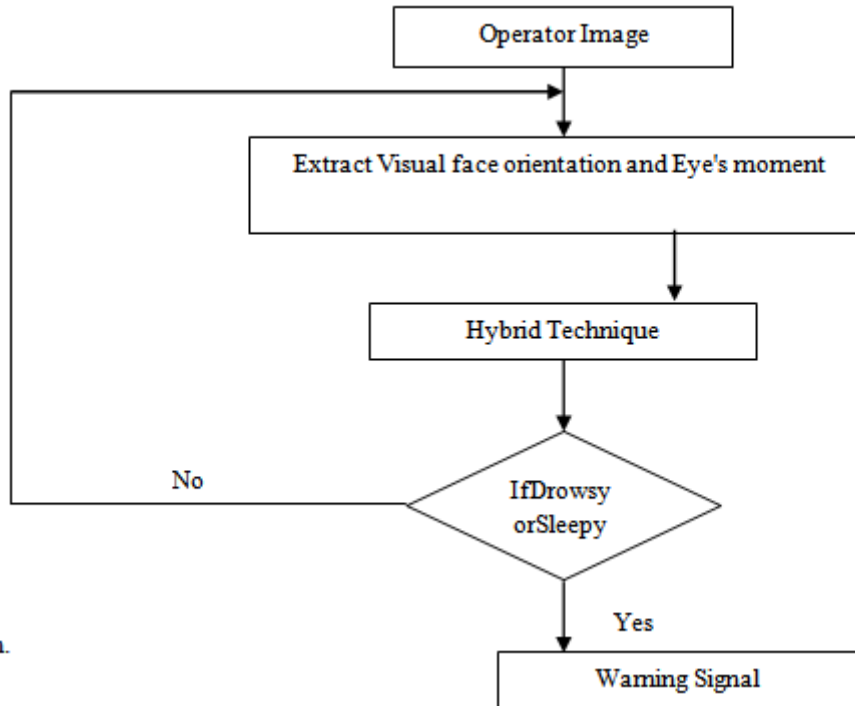 Operator Image
Extract Visual face orientation and Eye's moment
Hybrid Technique
No
IfDrowsy
orSleepy
Yes
n.
Warning Signal